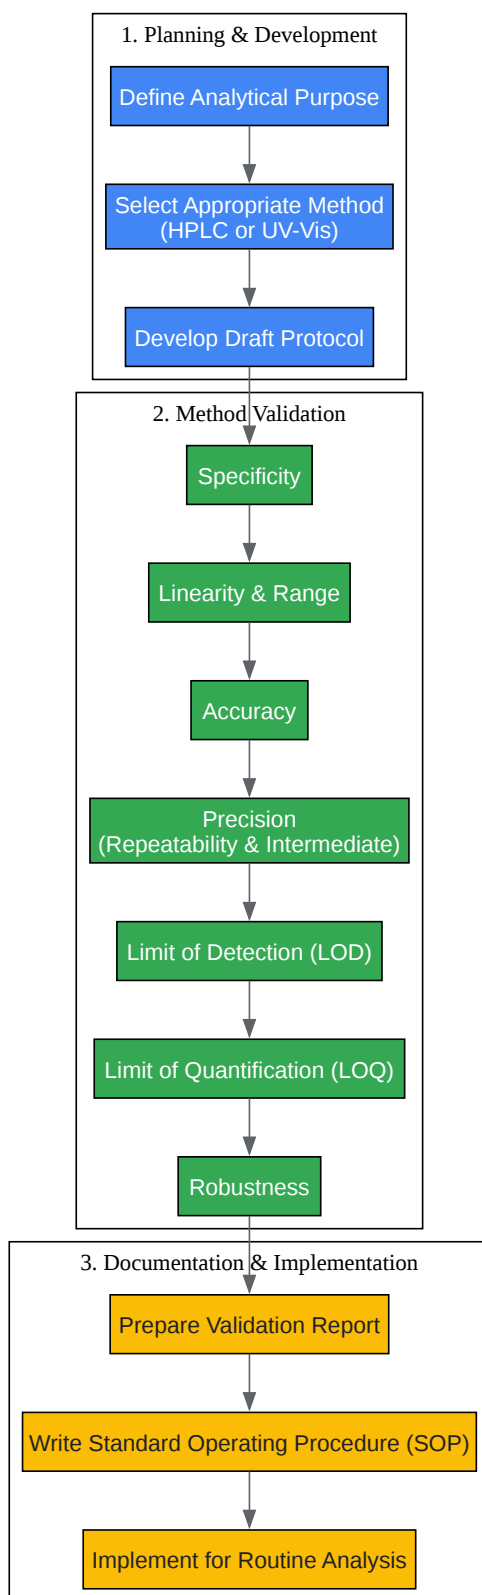 1. Planning & Development
Define Analytical Purpose
Select Appropriate Method
(HPLC or UV-Vis)
Develop Draft Protocol
2. Method Validation
Specificity
Linearity & Range
Accuracy
Precision
(Repeatability & Intermediate)
Limit of Detection (LOD)
Limit of Quantification (LOQ)
Robustness
3. Documentation & Implementation
Prepare Validation Report
Write Standard Operating Procedure (SOP)
Implement for Routine Analysis